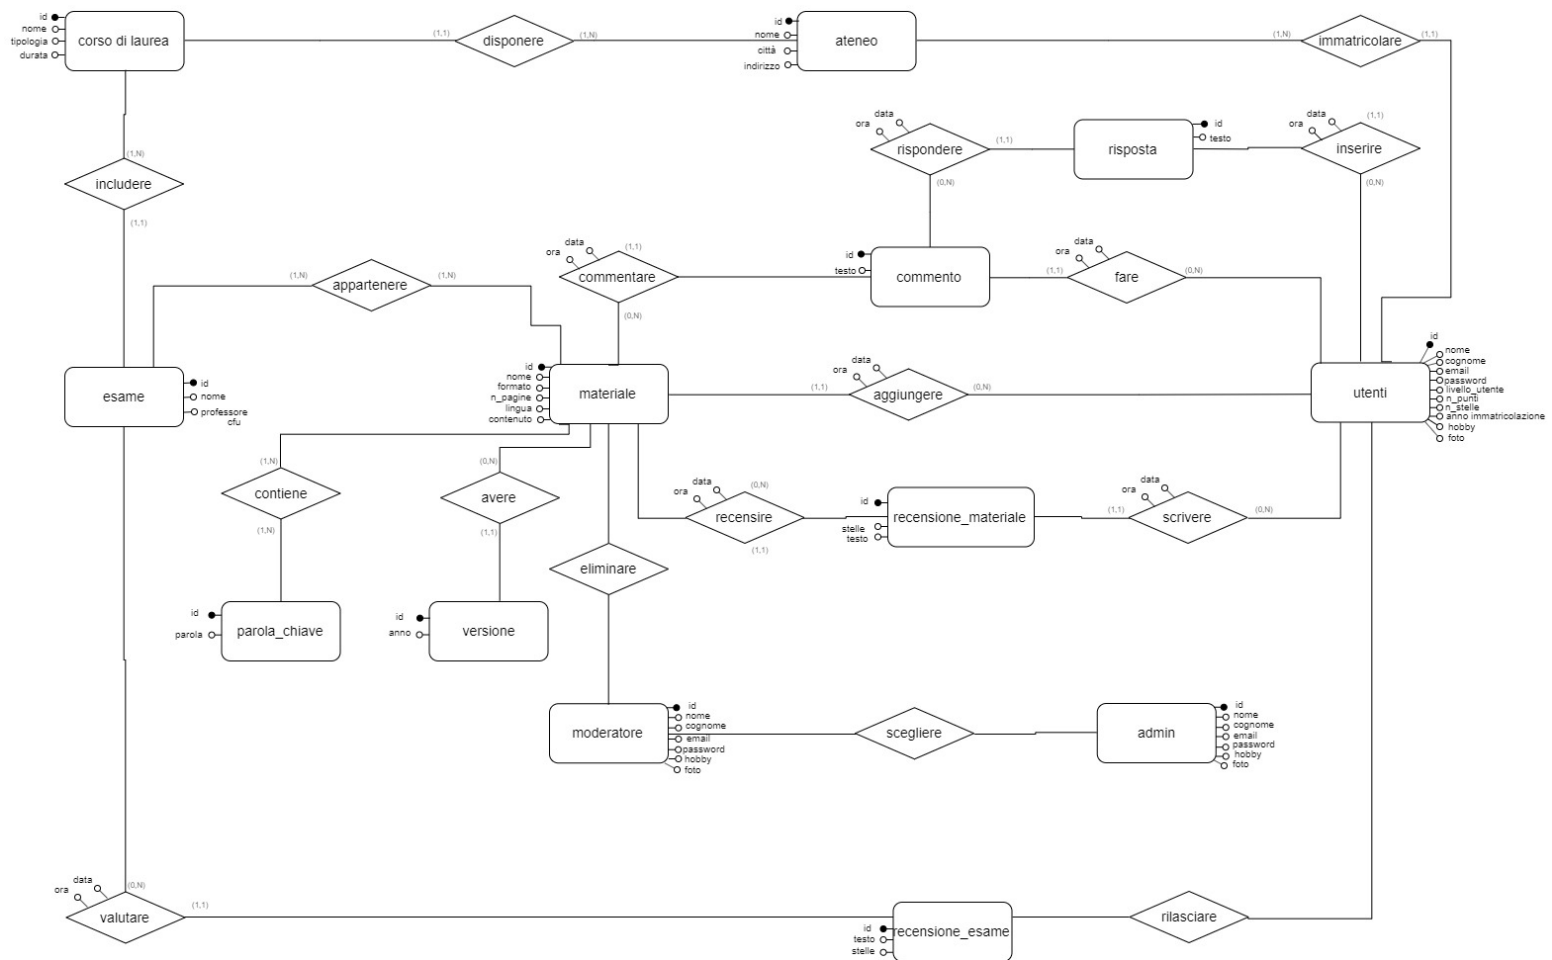 id
nome
tipologia
durata
corso di laurea
(1,1)
disponere
(1,N)
id
nome
città
indirizzo
ateneo
(1,N)
immatricolare
(1,1)
ora
data
rispondere
(1,1)
(0,N)
risposta
id
testo
ora
data
(1,1)
inserire
(0,N)
(1,N)
includere
(1,1)
(1,N)
appartenere
(1,N)
ora
data
(1,1)
commentare
(0,N)
id
testo
commento
(1,1)
ora
data
fare
(0,N)
esame
id
nome
professore
cfu
id
nome
formato
n_pagine
lingua
contenuto
materiale
(1,1)
ora
data
aggiungere
(0,N)
utenti
id
nome
cognome
email
password
livello_utente
n_punti
n_stelle
anno immatricolazione
hobby
foto
(1,N)
contiene
(1,N)
(0,N)
avere
(1,1)
ora
data
(0,N)
recensire
(1,1)
id
stelle
testo
recensione_materiale
(1,1)
ora
data
scrivere
(0,N)
eliminare
id
parola
parola_chiave
id
anno
versione
moderatore
id
nome
cognome
email
password
hobby
foto
scegliere
admin
id
nome
cognome
email
password
hobby
foto
ora
data
(0,N)
valutare
(1,1)
id
testo
stelle
recensione_esame
rilasciare